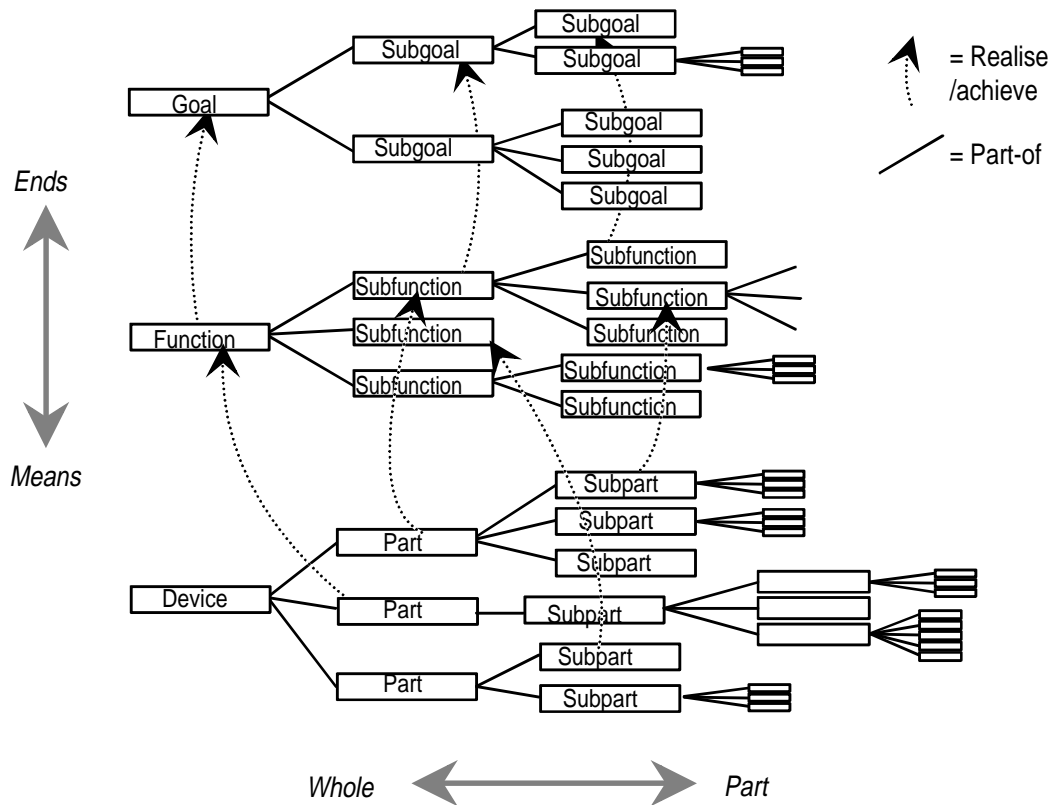 Subgoal
Subgoal
Subgoal
Goal
Subgoal
Subgoal
Subgoal
Subgoal
= Realise
/achieve
= Part-of
Ends
Means
Subfunction
Subfunction
Subfunction
Subfunction
Subfunction
Function
Subfunction
Subfunction
Subfunction
Subpart
Subpart
Part
Subpart
Device
Part
Subpart
Subpart
Part
Subpart
Whole
Part